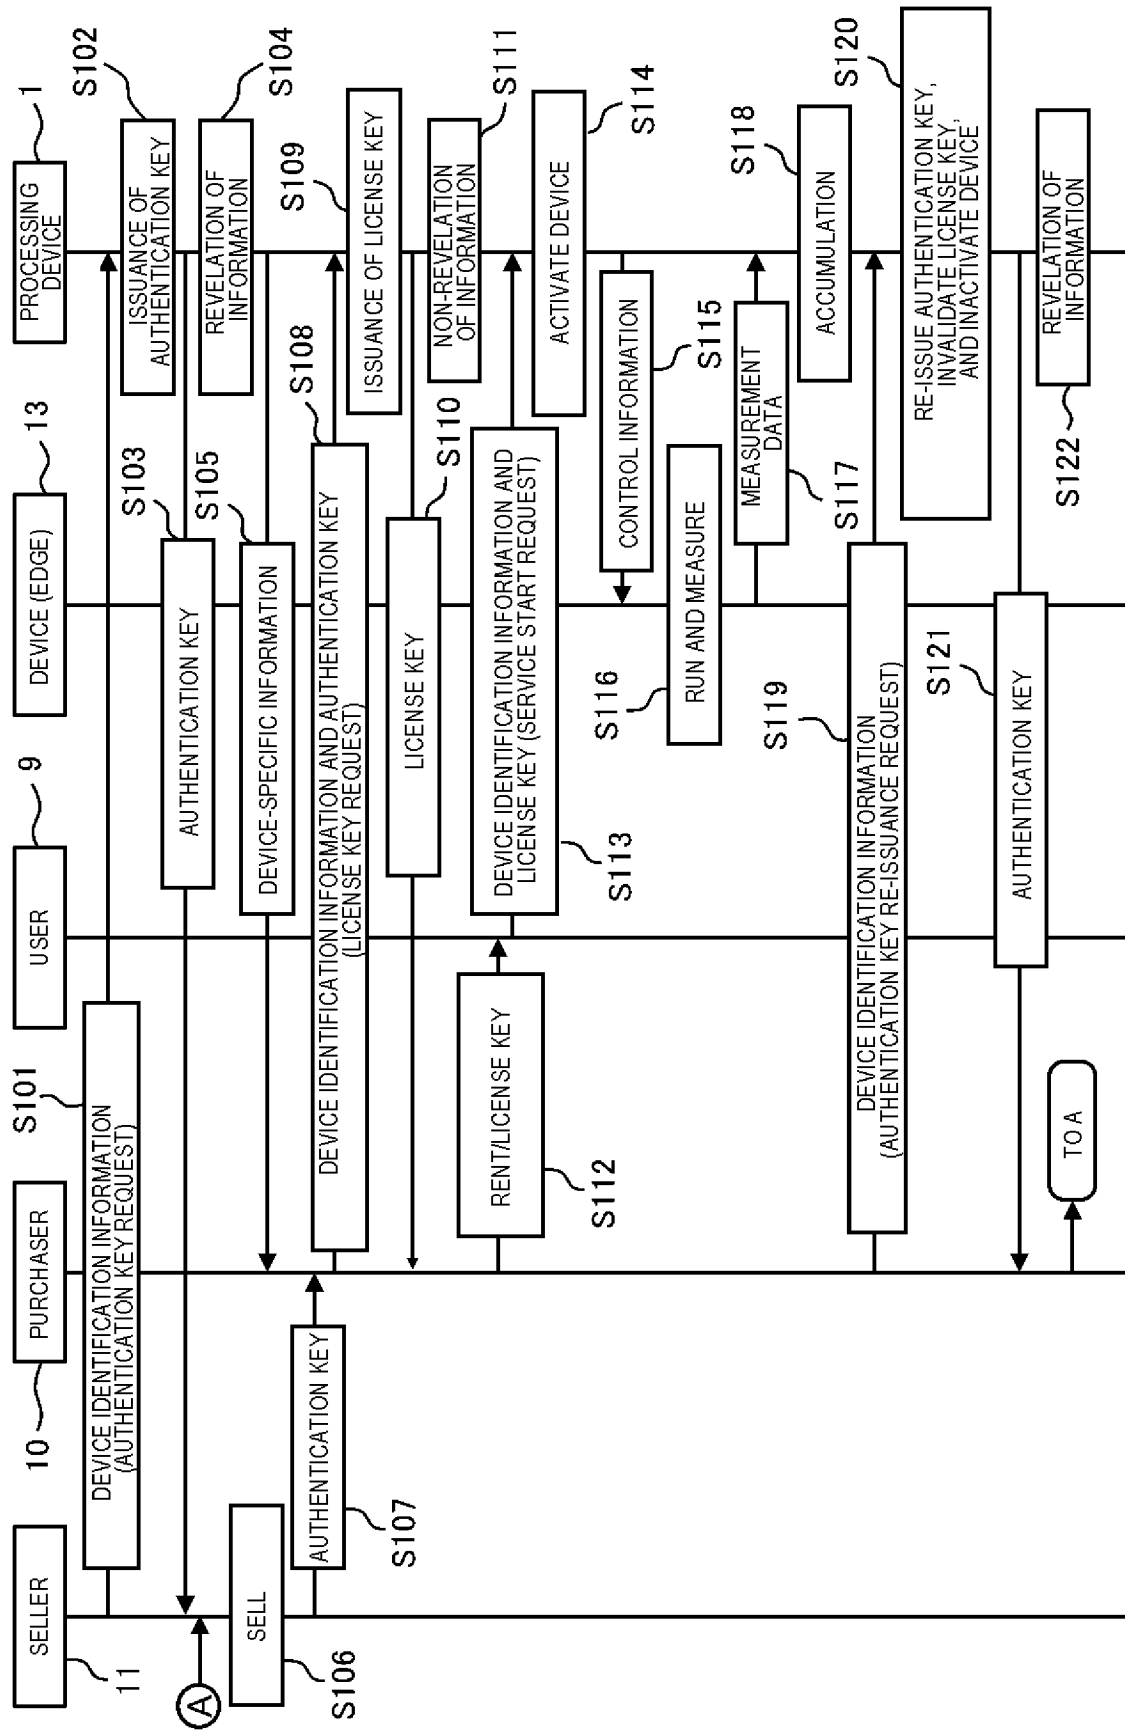 SELLER
11
PURCHASER
10
USER
9
DEVICE (EDGE)
13
PROCESSING
DEVICE
1
S101
DEVICE IDENTIFICATION INFORMATION
(AUTHENTICATION KEY REQUEST)
ISSUANCE OF
AUTHENTICATION KEY
S102
AUTHENTICATION KEY
S103
A
REVELATION OF
INFORMATION
S104
DEVICE-SPECIFIC INFORMATION
S105
SELL
S106
AUTHENTICATION KEY
S107
DEVICE IDENTIFICATION INFORMATION AND AUTHENTICATION KEY
(LICENSE KEY REQUEST)
S108
ISSUANCE OF LICENSE KEY
S109
LICENSE KEY
S110
NON-REVELATION
OF INFORMATION
S111
RENT/LICENSE KEY
S112
DEVICE IDENTIFICATION INFORMATION AND
LICENSE KEY (SERVICE START REQUEST)
S113
ACTIVATE DEVICE
S114
CONTROL INFORMATION
S115
RUN AND MEASURE
S116
MEASUREMENT
DATA
S117
ACCUMULATION
S118
DEVICE IDENTIFICATION INFORMATION
(AUTHENTICATION KEY RE-ISSUANCE REQUEST)
S119
RE-ISSUE AUTHENTICATION KEY,
INVALIDATE LICENSE KEY,
AND INACTIVATE DEVICE
S120
AUTHENTICATION KEY
S121
REVELATION OF
INFORMATION
S122
TO A